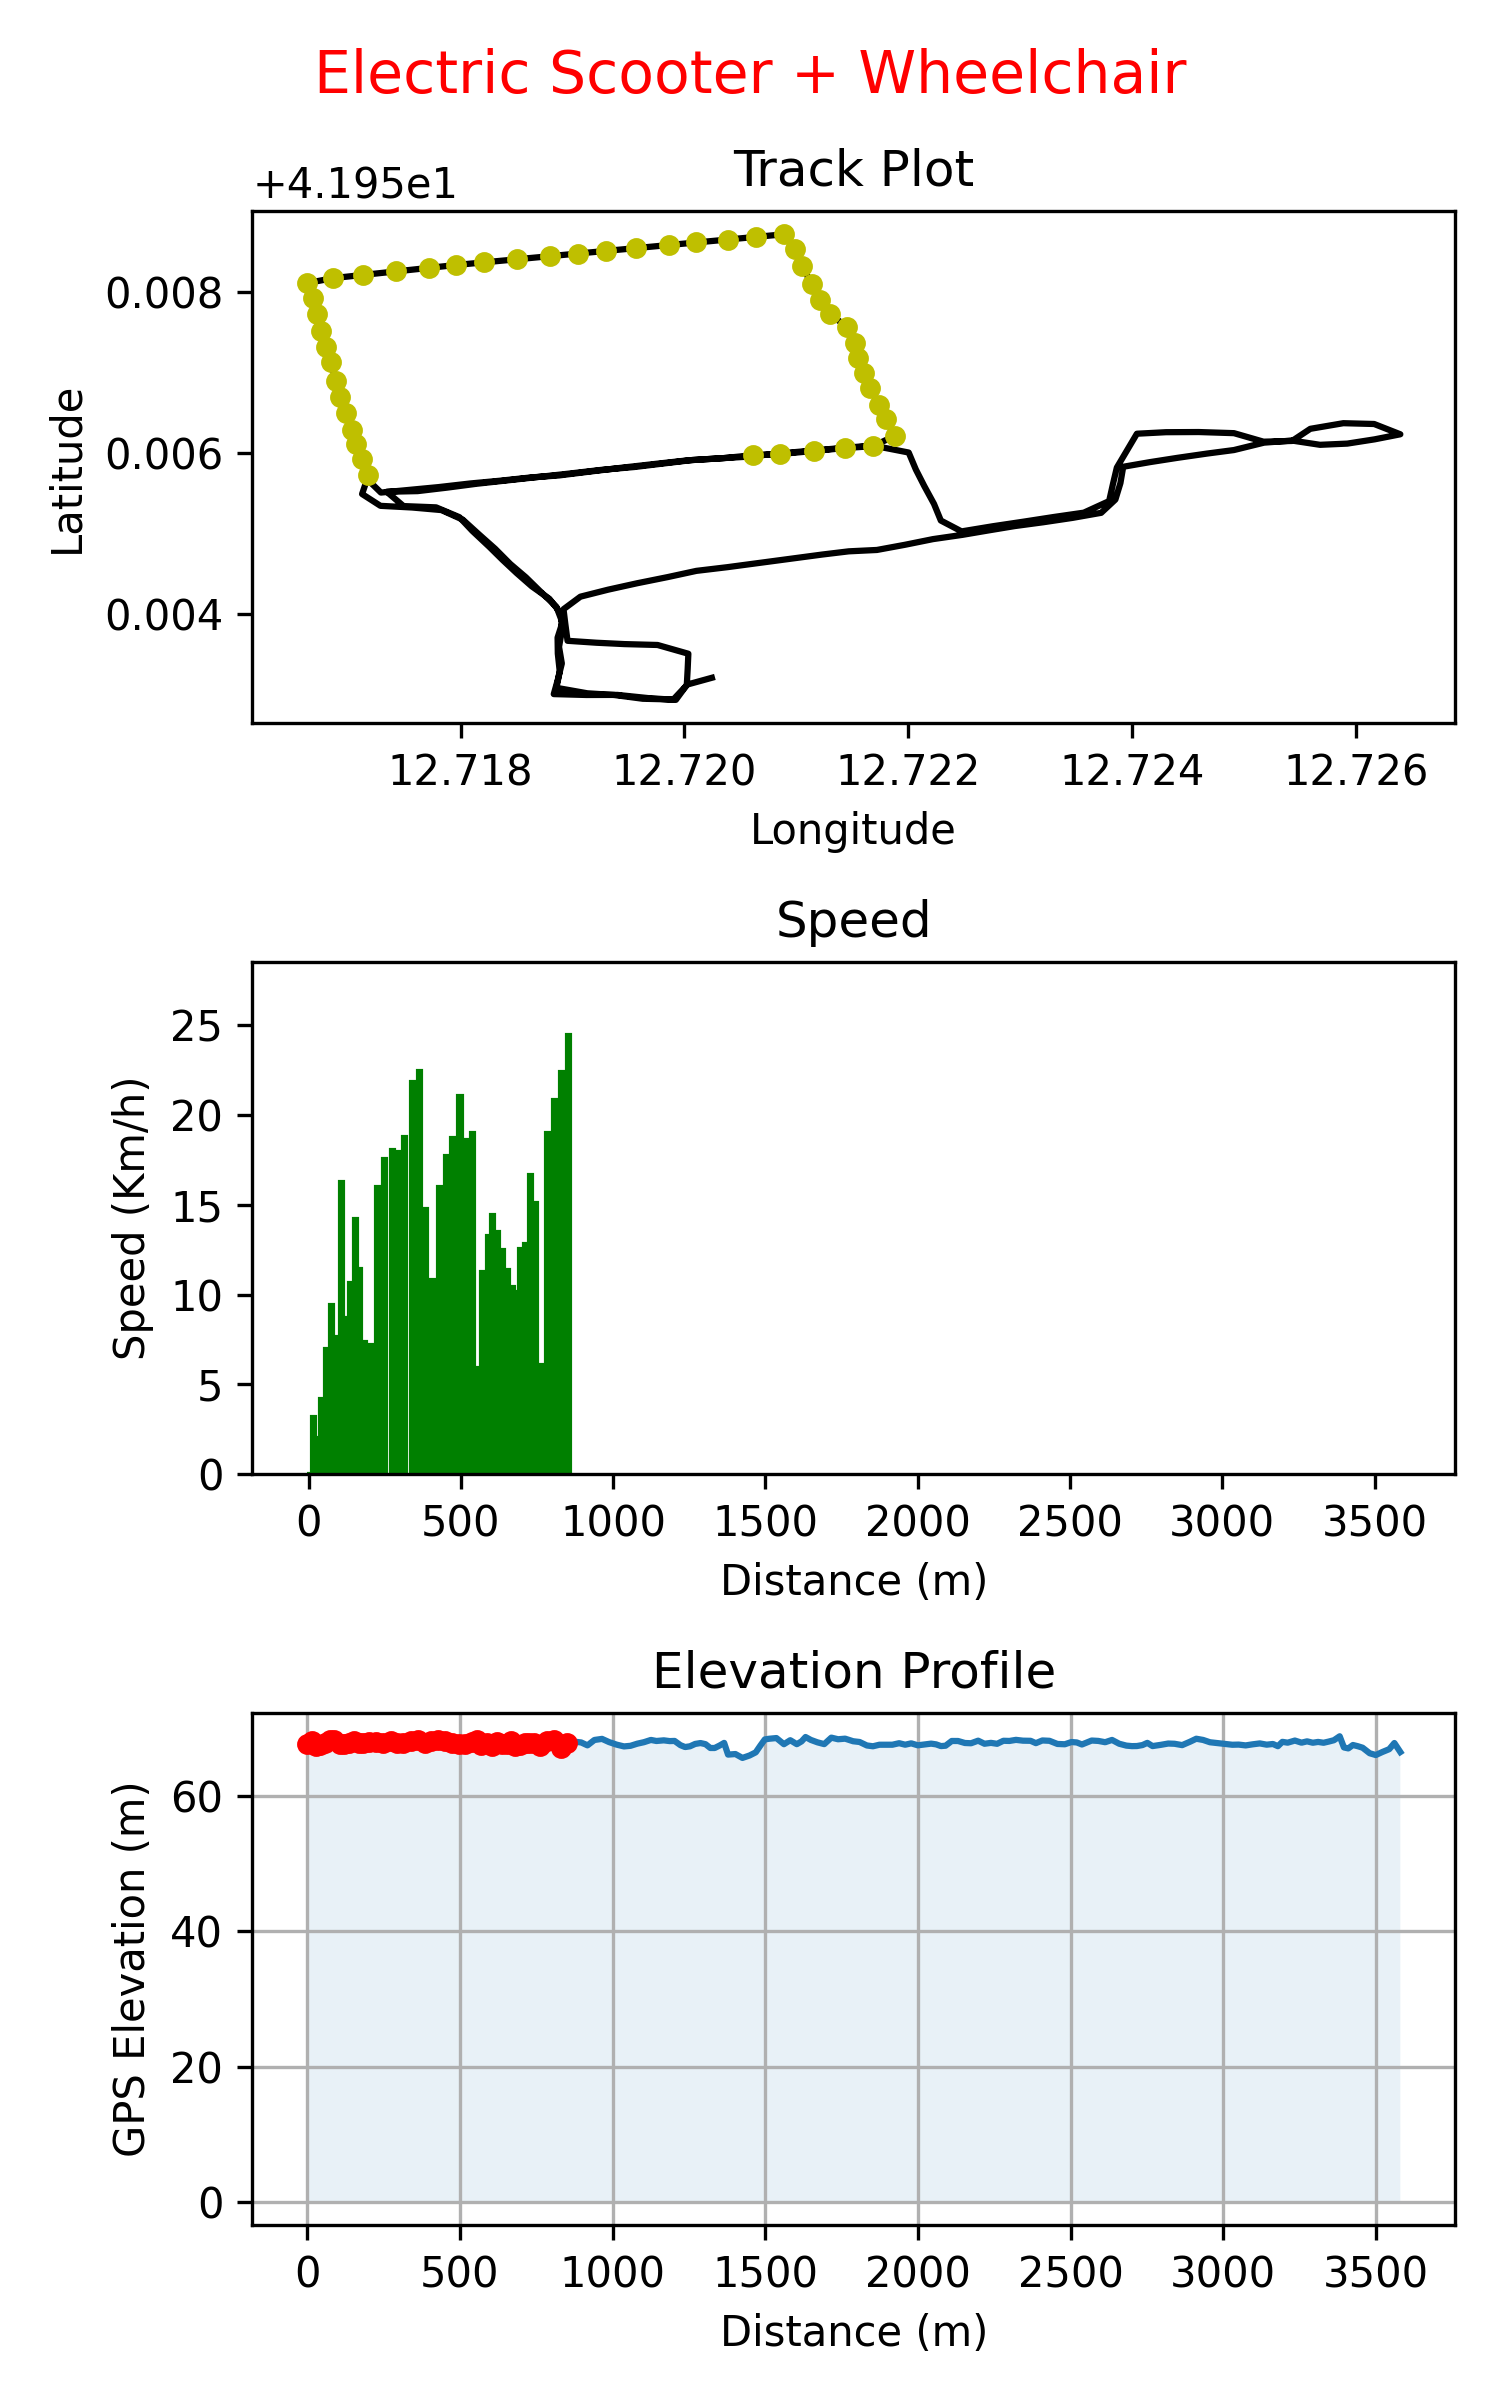 Electric Scooter + Wheelchair
Track Plot
+4.195e1
0.008
0.006
0.004
Latitude
12.718 12.720 12.722 12.724 12.726
Longitude
Speed
25
20
15
10
5
0
Speed (Km/h)
0 500 1000 1500 2000 2500 3000 3500
Distance (m)
Elevation Profile
60
40
20
0
GPS Elevation (m)
0 500 1000 1500 2000 2500 3000 3500
Distance (m)